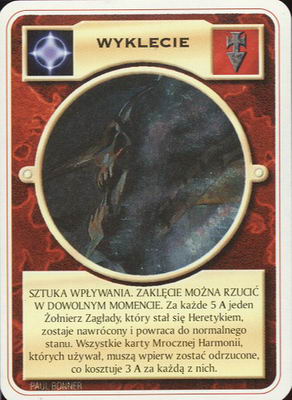 WYKLECIE
SZTUKA WPŁYWANIA. ZAKLĘCIE MOŻNA RZUCIĆ
W DOWOLNYM MOMENCIE. Za każde 5 A jeden
Żołnierz Zagłady, który stał się Heretykiem,
zostaje nawrócony i powraca do normalnego
stanu. Wszystkie karty Mrocznej Harmonii,
których używał, muszą wpierw zostać odrzucone,
co kosztuje 3 A za każdą z nich.
PAUL BONNER